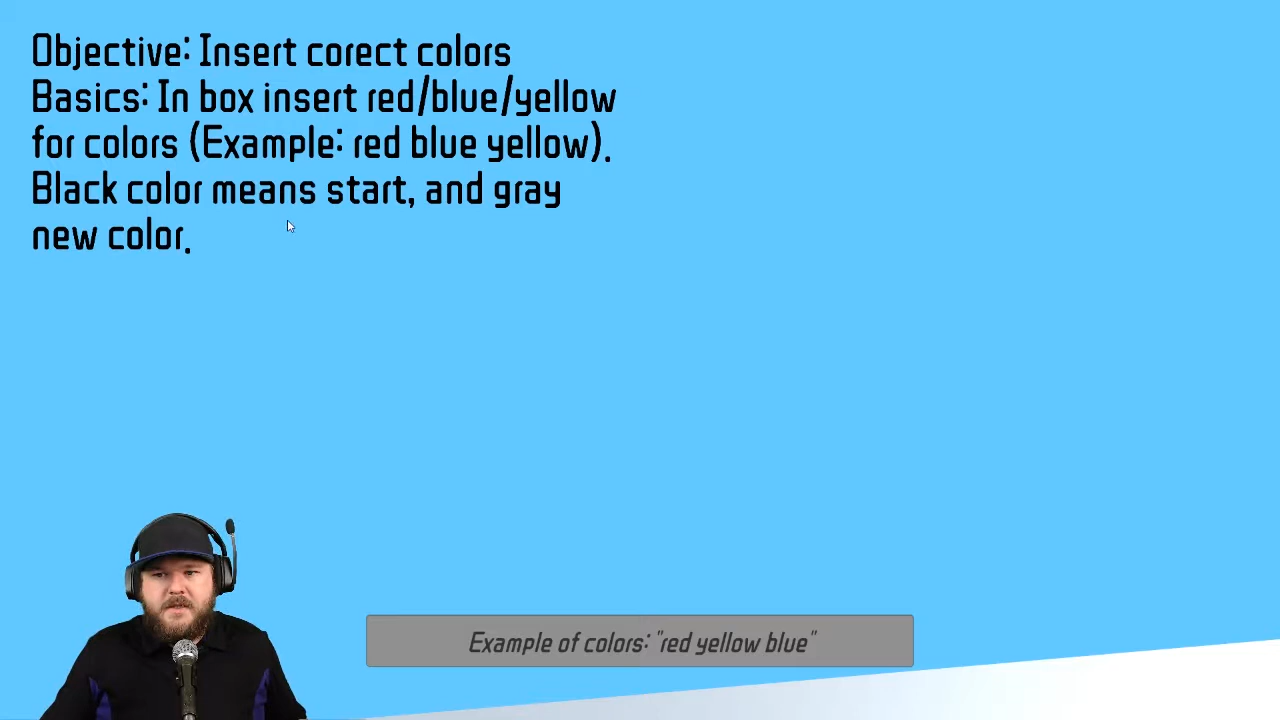 Objective: Insert corect colors
Basics: In box insert red/blue/yellow
for colors (Example: red blue yellow).
Black color means start, and gray
new color.
Example of colors: "red yellow blue"